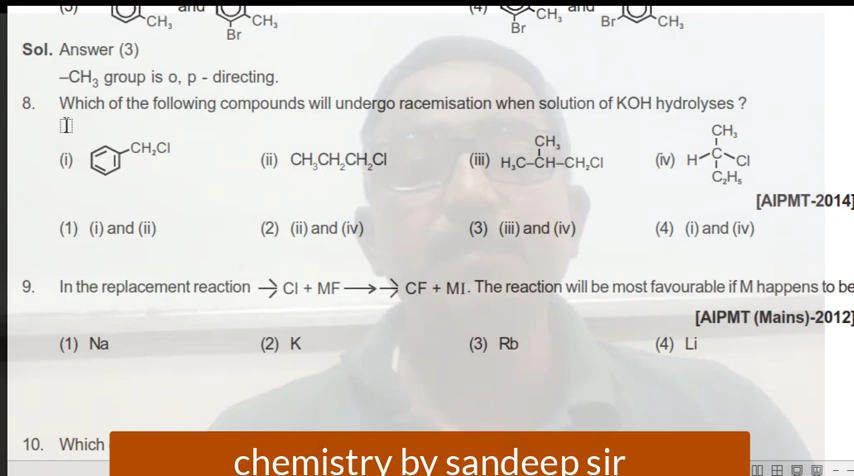 (3) CH₃ and CH₃ Br (4) CH₃ Br and Br CH₃
Sol. Answer (3)
–CH₃ group is o, p - directing.
8. Which of the following compounds will undergo racemisation when solution of KOH hydrolyses ?
(i) CH₂Cl (ii) CH₃CH₂CH₂Cl (iii) H₃C–CH–CH₂Cl CH₃ (iv) CH₃ H–C–Cl C₂H₅
[AIPMT-2014]
(1) (i) and (ii) (2) (ii) and (iv) (3) (iii) and (iv) (4) (i) and (iv)
9. In the replacement reaction → CI + MF → → CF + MI. The reaction will be most favourable if M happens to be
[AIPMT (Mains)-2012]
(1) Na (2) K (3) Rb (4) Li
10. Which
chemistry by sandeep sir